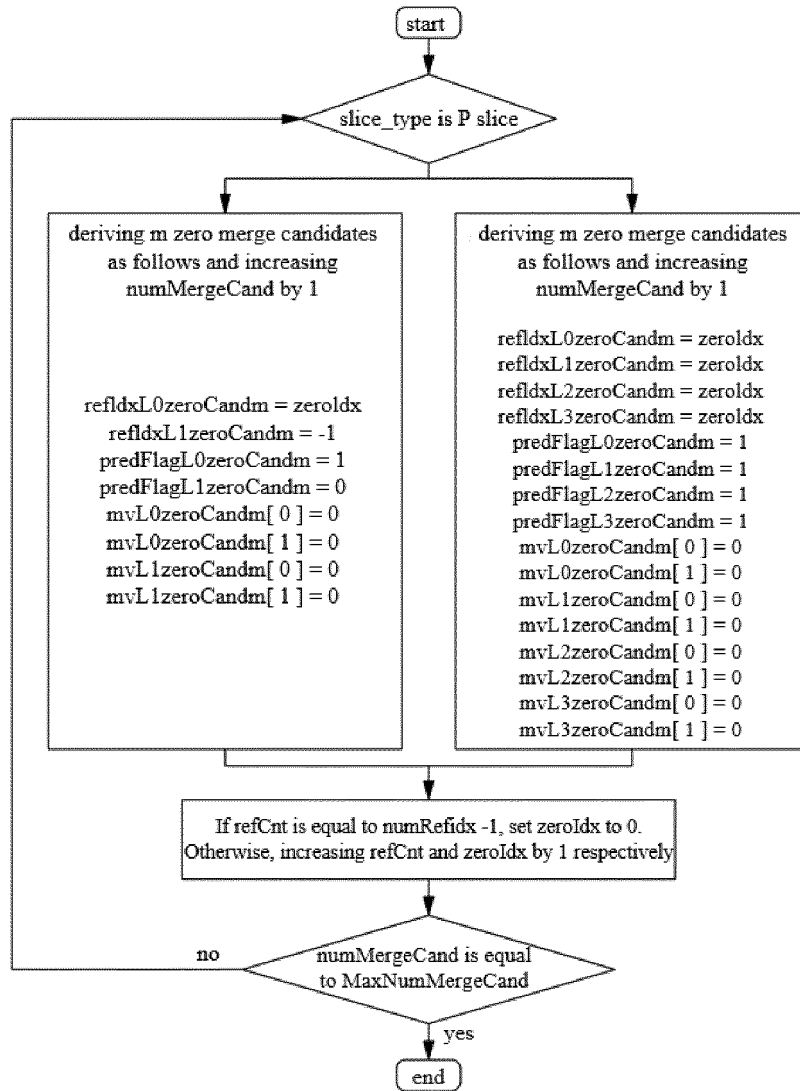 start
slice_type is P slice
deriving m zero merge candidates
as follows and increasing
numMergeCand by 1
refIdxL0zeroCandm = zeroIdx
refIdxL1zeroCandm = -1
predFlagL0zeroCandm = 1
predFlagL1zeroCandm = 0
mvL0zeroCandm[ 0 ] = 0
mvL0zeroCandm[ 1 ] = 0
mvL1zeroCandm[ 0 ] = 0
mvL1zeroCandm[ 1 ] = 0
deriving m zero merge candidates
as follows and increasing
numMergeCand by 1
refIdxL0zeroCandm = zeroIdx
refIdxL1zeroCandm = zeroIdx
refIdxL2zeroCandm = zeroIdx
refIdxL3zeroCandm = zeroIdx
predFlagL0zeroCandm = 1
predFlagL1zeroCandm = 1
predFlagL2zeroCandm = 1
predFlagL3zeroCandm = 1
mvL0zeroCandm[ 0 ] = 0
mvL0zeroCandm[ 1 ] = 0
mvL1zeroCandm[ 0 ] = 0
mvL1zeroCandm[ 1 ] = 0
mvL2zeroCandm[ 0 ] = 0
mvL2zeroCandm[ 1 ] = 0
mvL3zeroCandm[ 0 ] = 0
mvL3zeroCandm[ 1 ] = 0
If refCnt is equal to numRefidx -1, set zeroIdx to 0.
Otherwise, increasing refCnt and zeroIdx by 1 respectively
no
numMergeCand is equal
to MaxNumMergeCand
yes
end